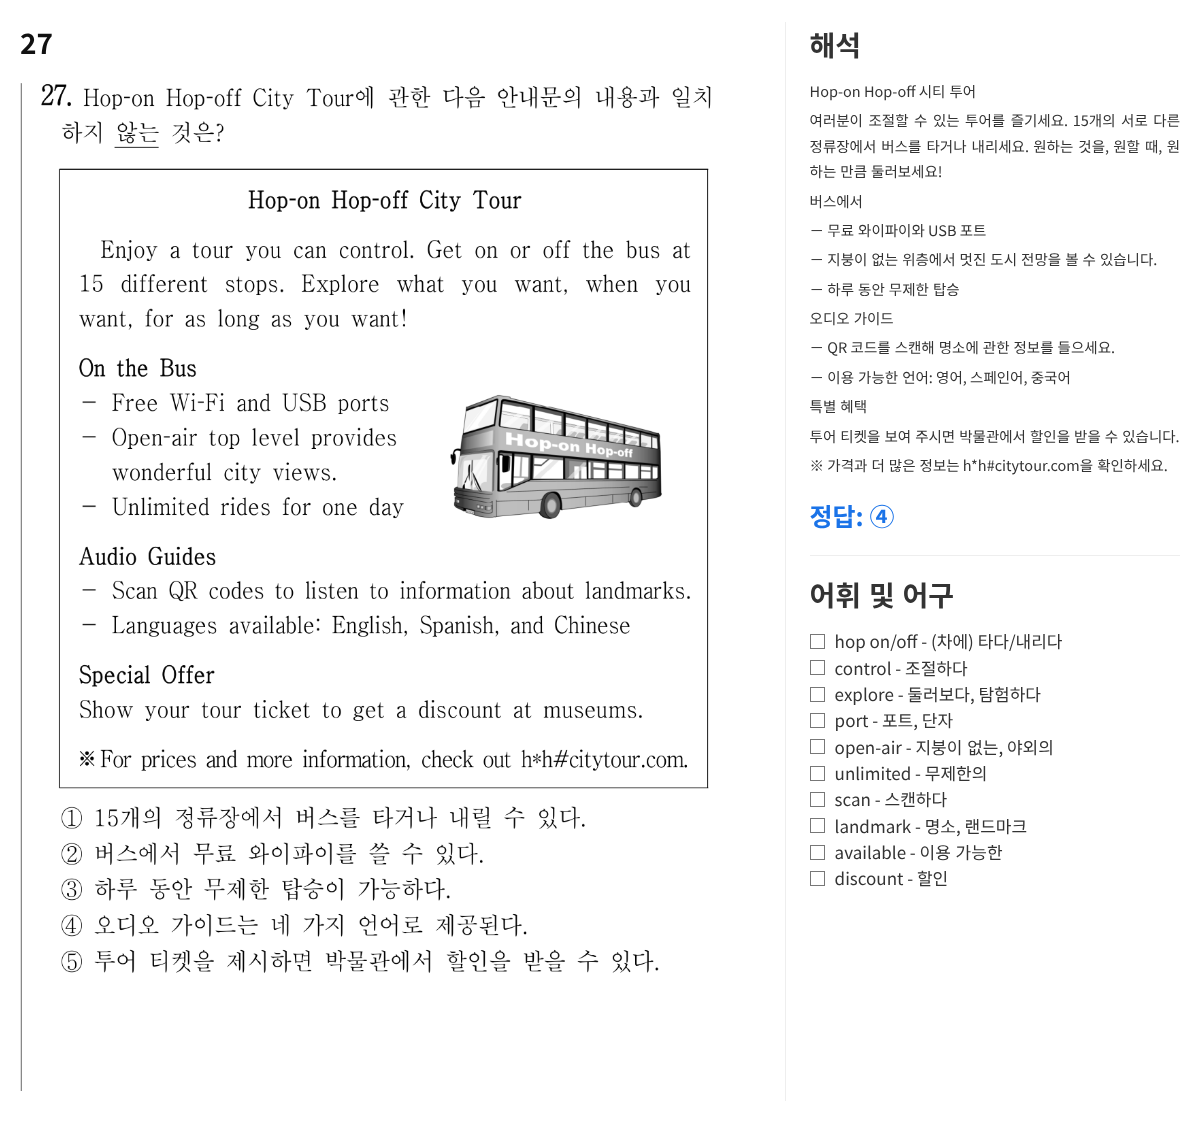 27
27. Hop-on Hop-off City Tour에 관한 다음 안내문의 내용과 일치
하지 않는 것은?
Hop-on Hop-off City Tour
Enjoy a tour you can control. Get on or off the bus at
15 different stops. Explore what you want, when you
want, for as long as you want!
On the Bus
－ Free Wi-Fi and USB ports
－ Open-air top level provides
wonderful city views.
－ Unlimited rides for one day
Hop-on Hop-off
Audio Guides
－ Scan QR codes to listen to information about landmarks.
－ Languages available: English, Spanish, and Chinese
Special Offer
Show your tour ticket to get a discount at museums.
※ For prices and more information, check out h*h#citytour.com.
① 15개의 정류장에서 버스를 타거나 내릴 수 있다.
② 버스에서 무료 와이파이를 쓸 수 있다.
③ 하루 동안 무제한 탑승이 가능하다.
④ 오디오 가이드는 네 가지 언어로 제공된다.
⑤ 투어 티켓을 제시하면 박물관에서 할인을 받을 수 있다.
해석
Hop-on Hop-off 시티 투어
여러분이 조절할 수 있는 투어를 즐기세요. 15개의 서로 다른
정류장에서 버스를 타거나 내리세요. 원하는 것을, 원할 때, 원
하는 만큼 둘러보세요!
버스에서
－ 무료 와이파이와 USB 포트
－ 지붕이 없는 위층에서 멋진 도시 전망을 볼 수 있습니다.
－ 하루 동안 무제한 탑승
오디오 가이드
－ QR 코드를 스캔해 명소에 관한 정보를 들으세요.
－ 이용 가능한 언어: 영어, 스페인어, 중국어
특별 혜택
투어 티켓을 보여 주시면 박물관에서 할인을 받을 수 있습니다.
※ 가격과 더 많은 정보는 h*h#citytour.com을 확인하세요.
정답: ④
어휘 및 어구
□ hop on/off - (차에) 타다/내리다
□ control - 조절하다
□ explore - 둘러보다, 탐험하다
□ port - 포트, 단자
□ open-air - 지붕이 없는, 야외의
□ unlimited - 무제한의
□ scan - 스캔하다
□ landmark - 명소, 랜드마크
□ available - 이용 가능한
□ discount - 할인